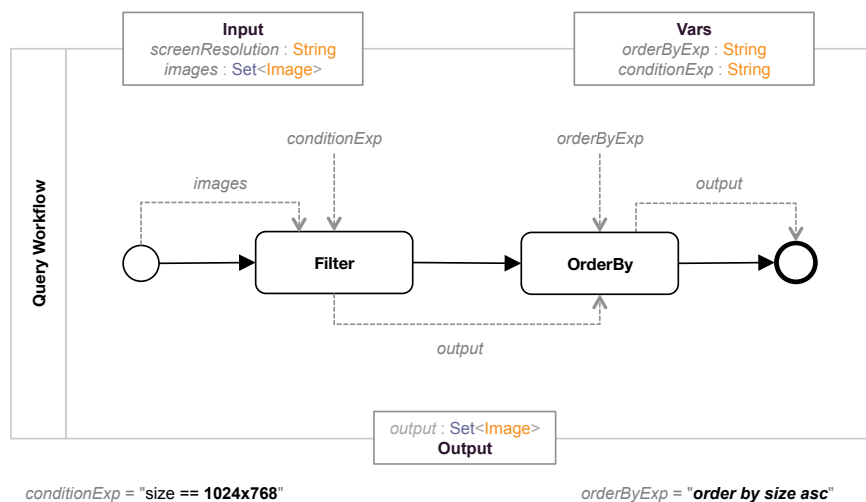 Input
screenResolution : String
images : Set<Image>
Vars
orderByExp : String
conditionExp : String
Query Workflow
conditionExp
orderByExp
images
output
Filter
OrderBy
output
output : Set<Image>
Output
conditionExp = "size == 1024x768"
orderByExp = "order by size asc"